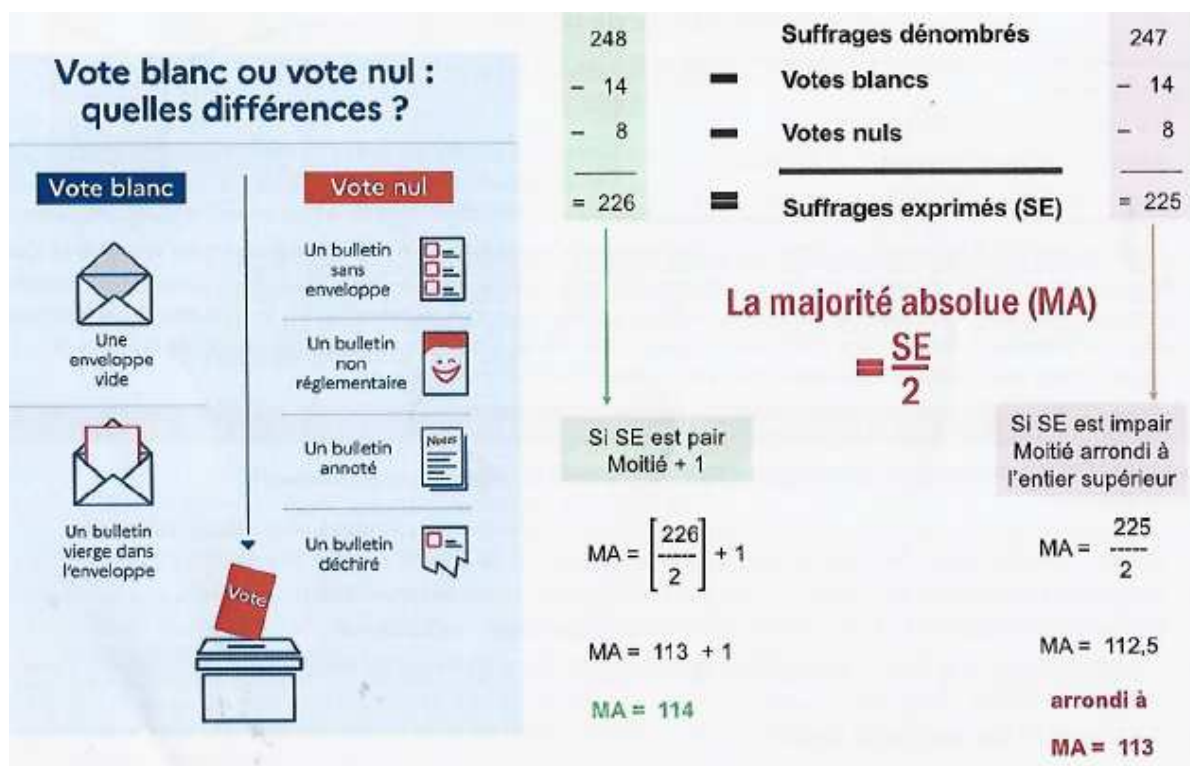 Vote blanc ou vote nul :
quelles différences ?
Vote blanc
Une
enveloppe
vide
Un bulletin
vierge dans
l'enveloppe
Vote nul
Un bulletin
sans
enveloppe
Un bulletin
non
réglementaire
Un bulletin
annoté
Notes
Un bulletin
déchiré
Vote
248
- 14
- 8
= 226
Suffrages dénombrés
- Votes blancs
- Votes nuls
= Suffrages exprimés (SE)
247
- 14
- 8
= 225
La majorité absolue (MA)
= SE
2
Si SE est pair
Moitié + 1
MA = [226
-----
2] + 1
MA = 113 + 1
MA = 114
Si SE est impair
Moitié arrondi à
l'entier supérieur
MA = 225
-----
2
MA = 112,5
arrondi à
MA = 113